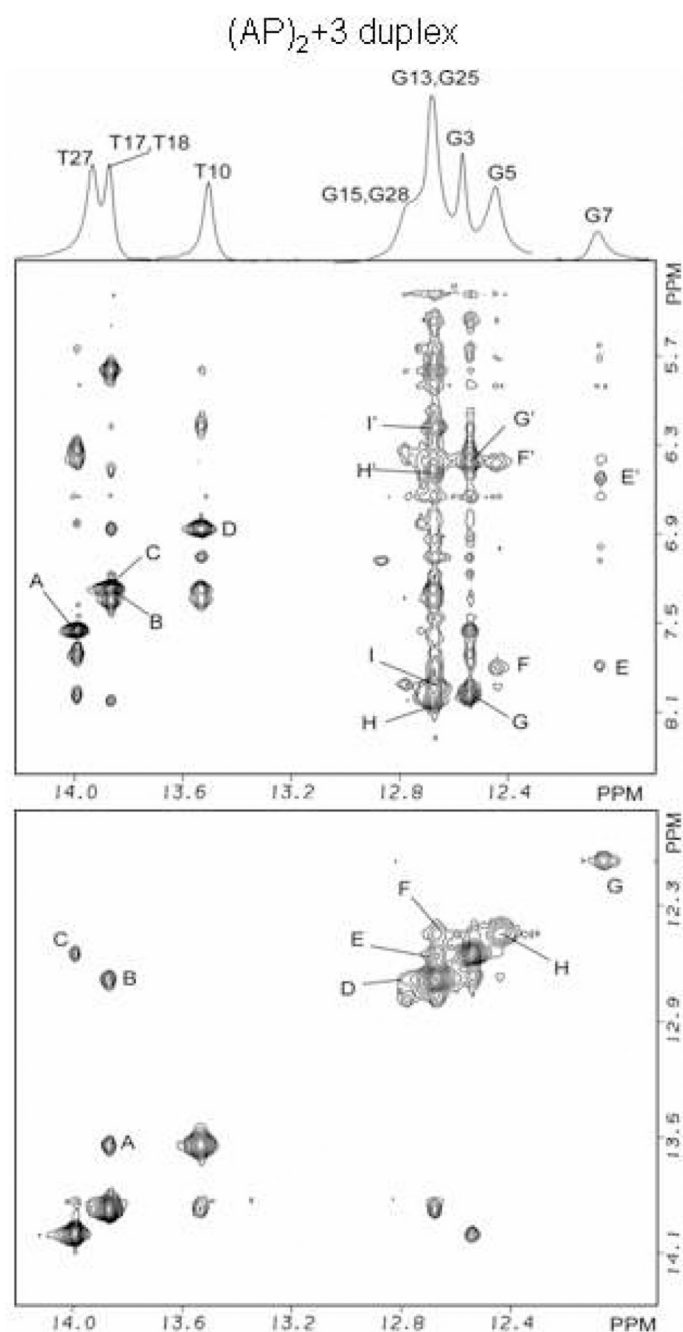 (AP)2+3 duplex
G13,G25
T17,T18
G3
T27
T10
G15,G28
G5
G7
PPM
5.7
I'
G'
6.3
F'
H'
E'
6.9
D
C
A
B
7.5
I
F
E
H
G
8.1
14.0 13.6 13.2 12.8 12.4 PPM
PPM
F
G
12.3
C
E
H
B
D
12.9
A
13.5
14.1
14.0 13.6 13.2 12.8 12.4 PPM